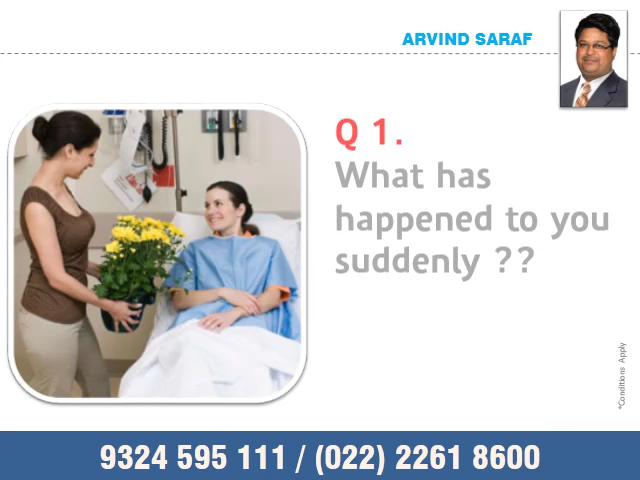 ARVIND SARAF
Q 1.
What has
happened to you
suddenly ??
*Conditions Apply
9324 595 111 / (022) 2261 8600